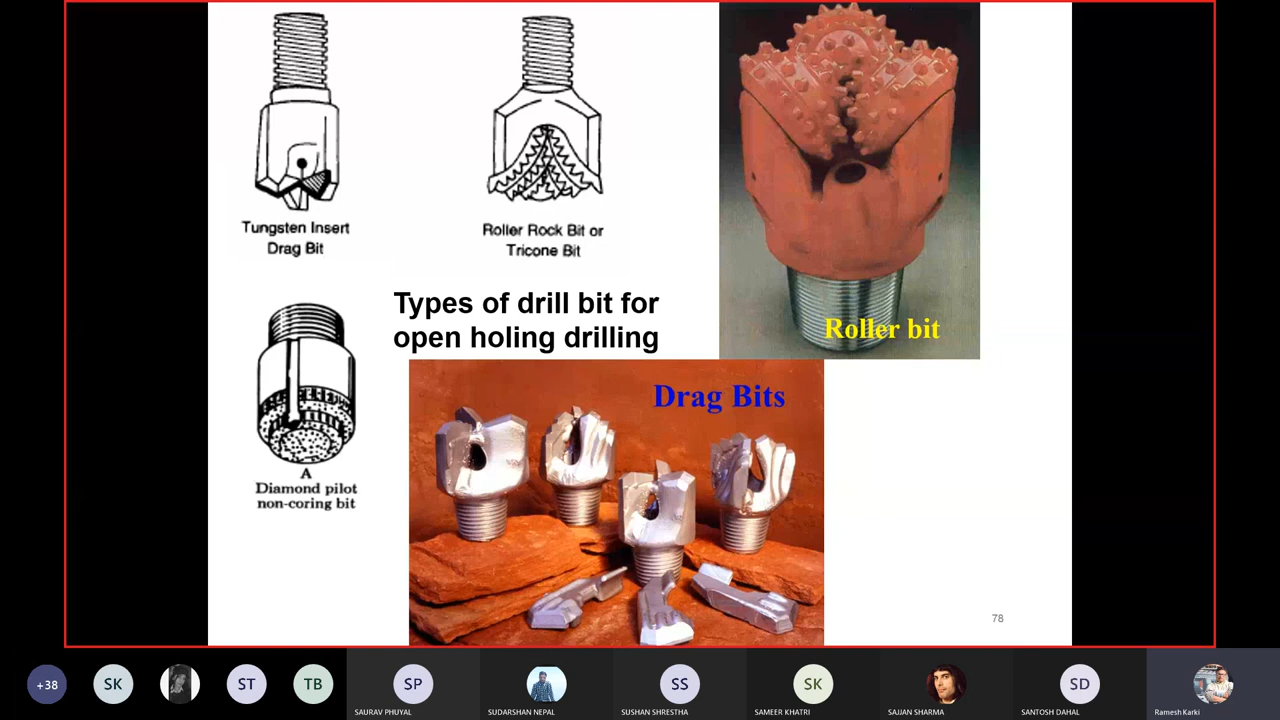 Tungsten Insert
Drag Bit
Roller Rock Bit or
Tricone Bit
Roller bit
Types of drill bit for
open holing drilling
Drag Bits
A
Diamond pilot
non-coring bit
78
+38
SK
ST
TB
SP
SAURAV PHUYAL
SUDARSHAN NEPAL
SS
SUSHAN SHRESTHA
SK
SAMEER KHATRI
SAJJAN SHARMA
SD
SANTOSH DAHAL
Ramesh Karki